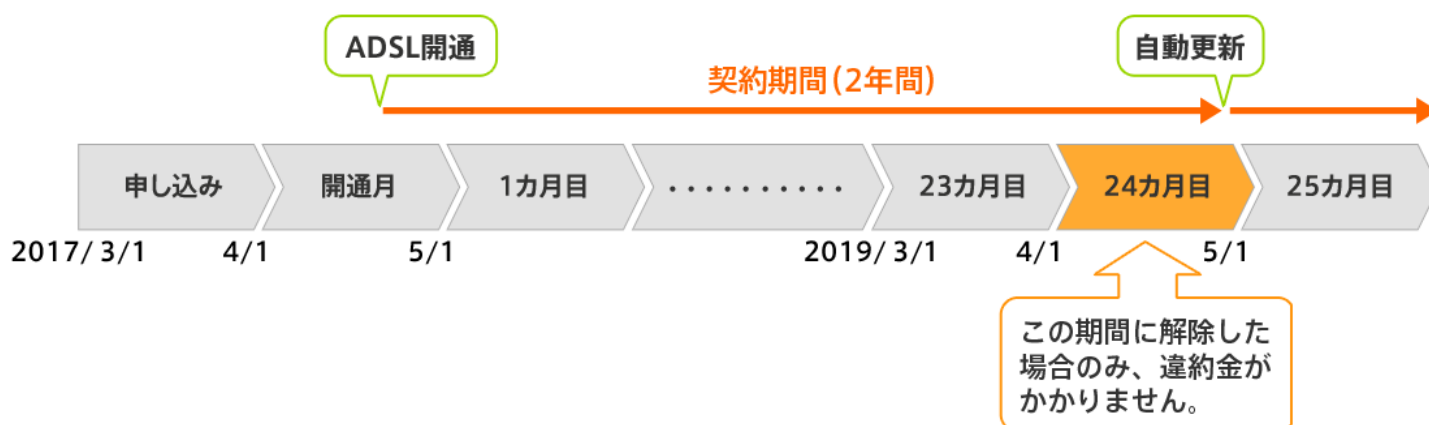 ADSL開通
自動更新
契約期間(2年間)
申し込み
開通月
1カ月目
··········
23カ月目
24カ月目
25カ月目
2017/ 3/1
4/1
5/1
2019/ 3/1
4/1
5/1
この期間に解除した
場合のみ、違約金が
かかりません。